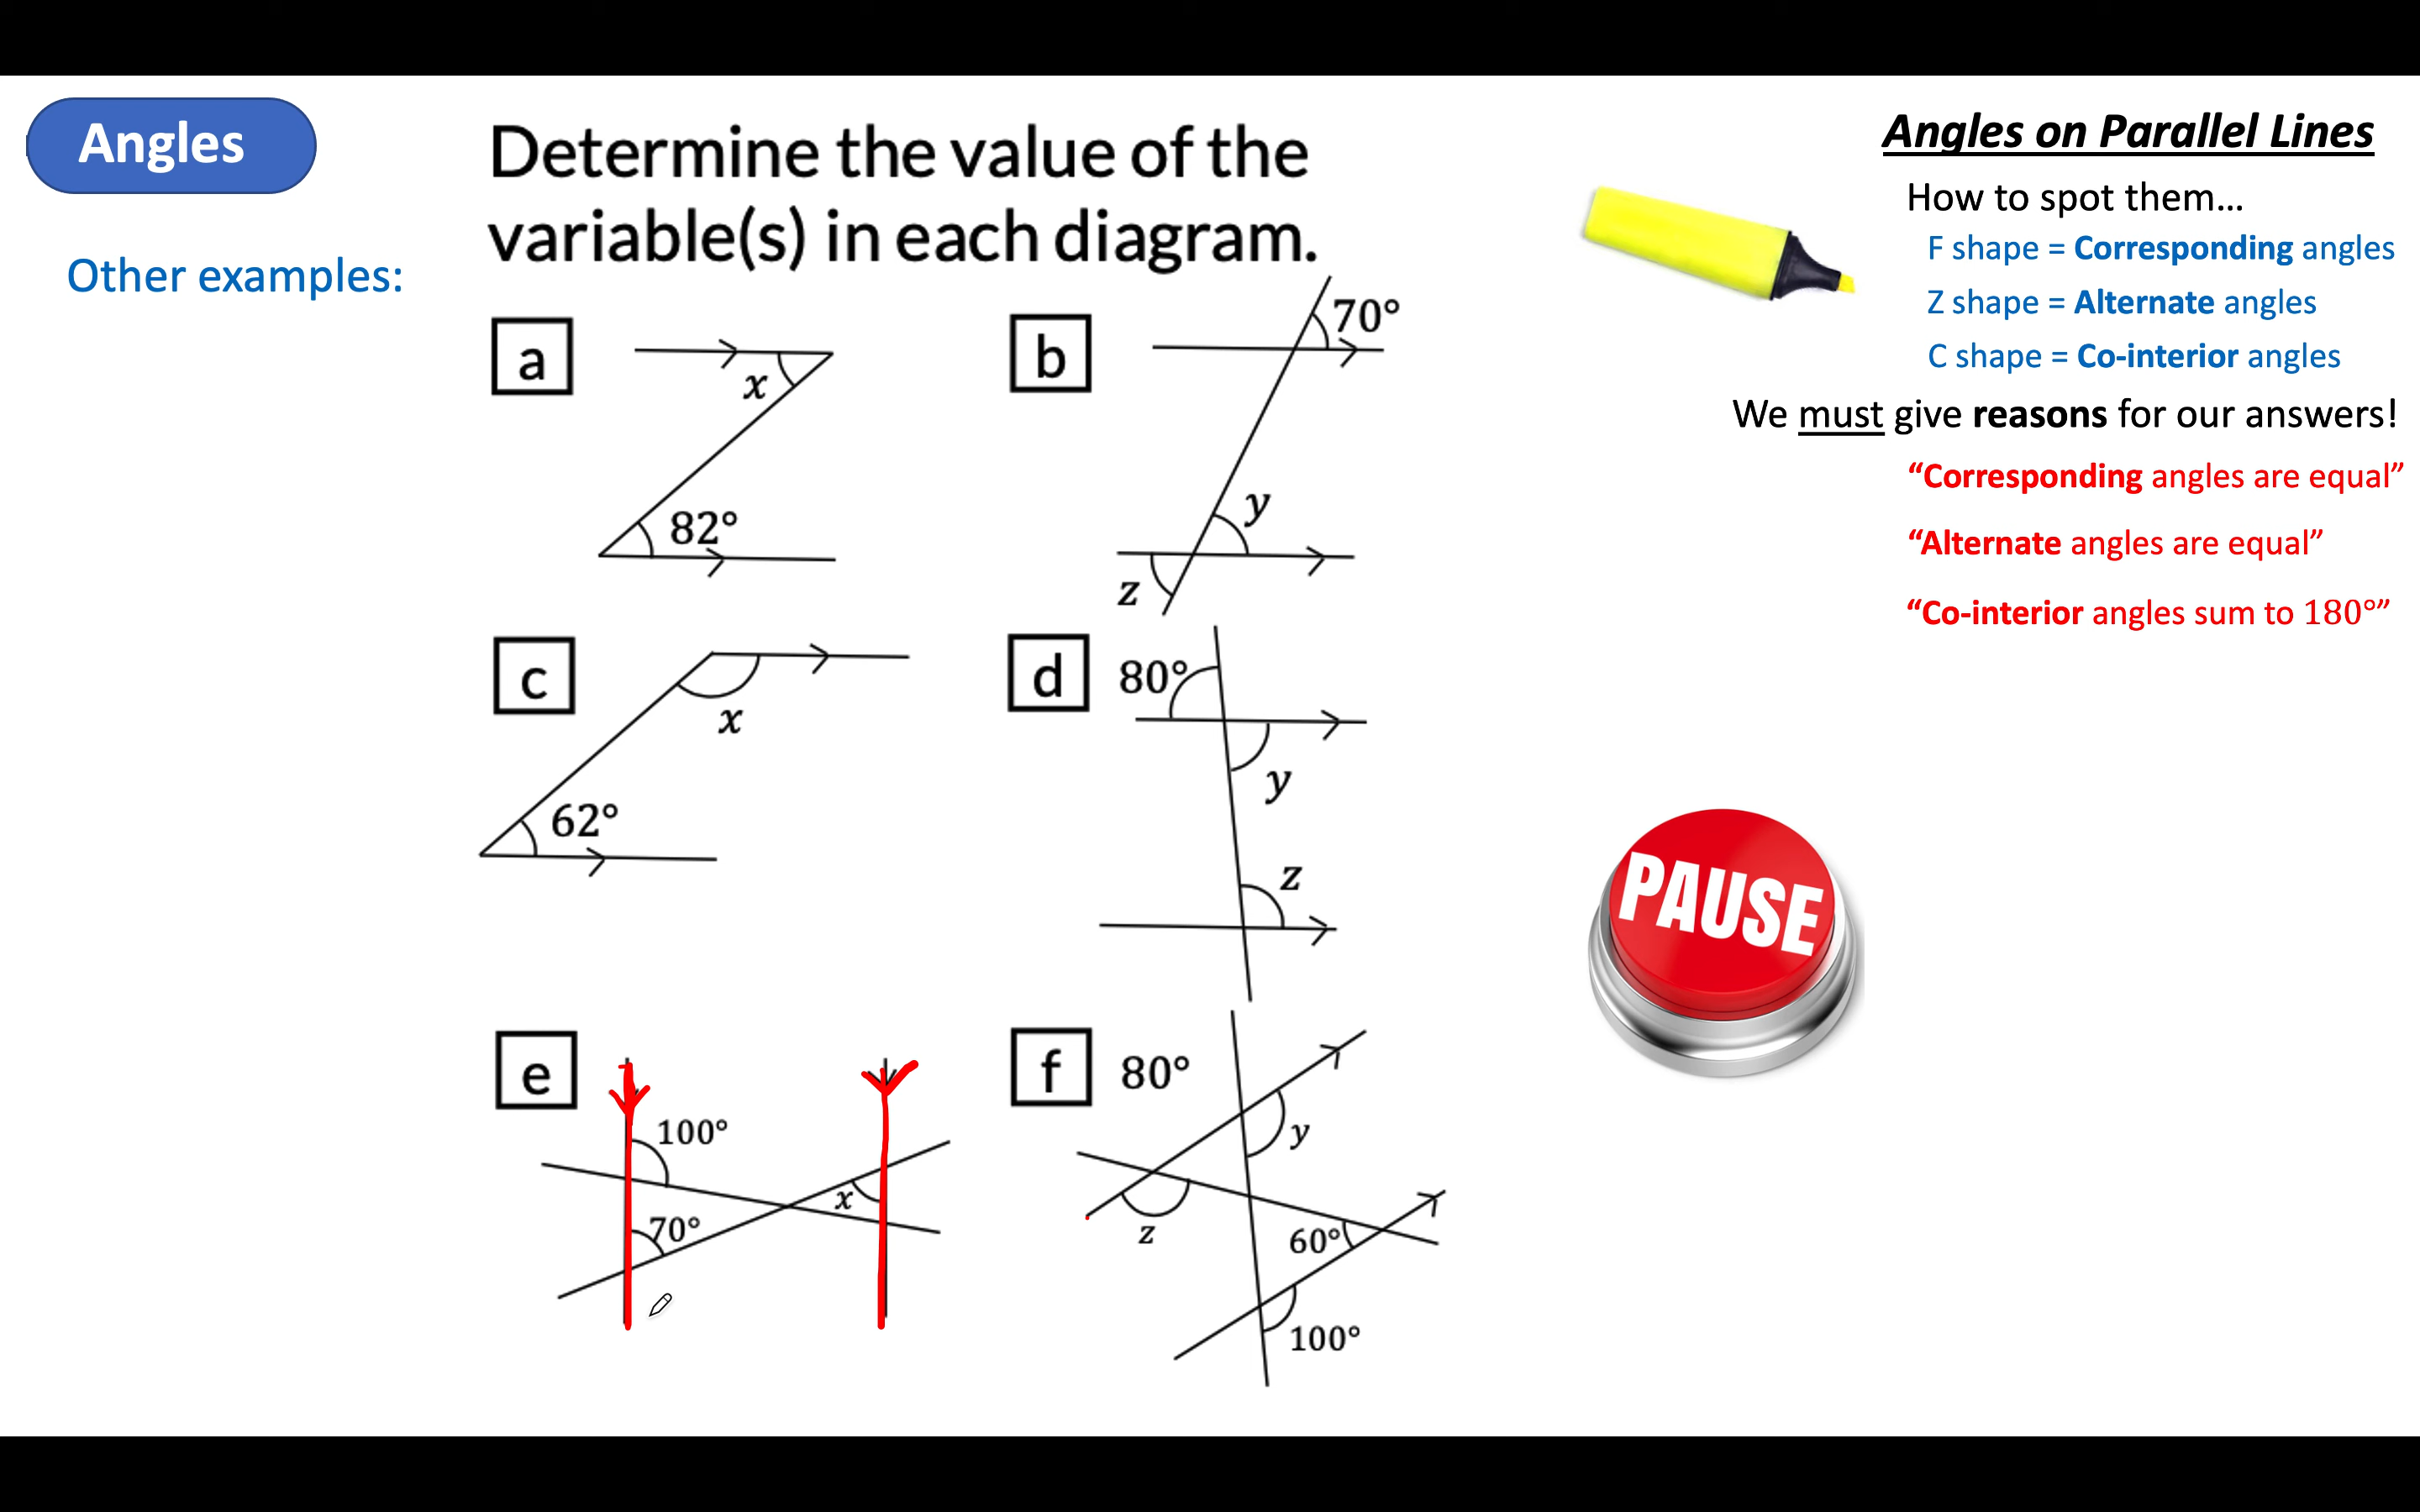 Angles
Other examples:
Determine the value of the
variable(s) in each diagram.
a
x
82°
b
70°
y
z
c
x
62°
d
80°
y
z
e
100°
70°
x
f
80°
y
z
60°
100°
Angles on Parallel Lines
How to spot them...
F shape = Corresponding angles
Z shape = Alternate angles
C shape = Co-interior angles
We must give reasons for our answers!
“Corresponding angles are equal”
“Alternate angles are equal”
“Co-interior angles sum to 180°”
PAUSE